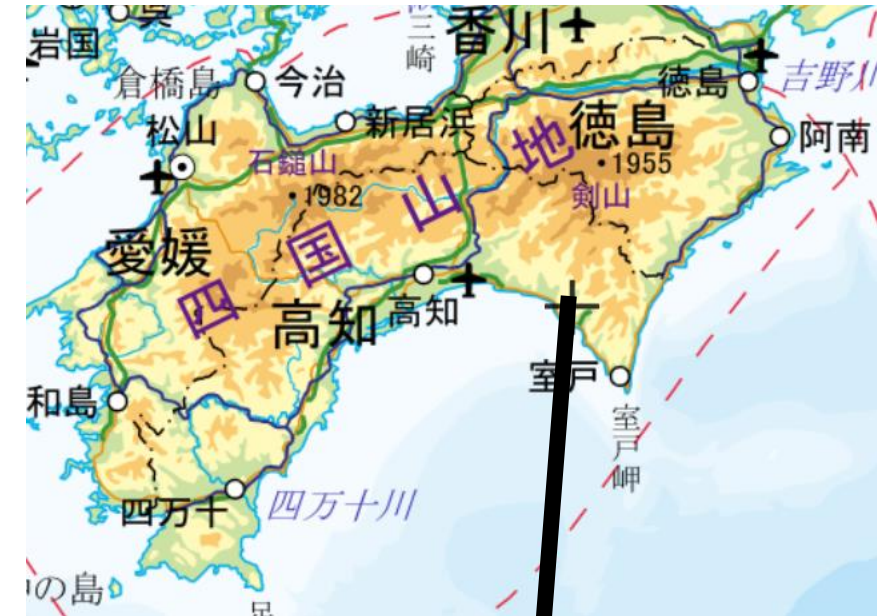 岩国
呉
三崎
香川
倉橋島
今治
徳島
吉野川
松山
新居浜
徳島
阿南
石鎚山
1982
1955
剣山
愛媛
四国山地
高知
高知
室戸
室戸岬
和島
四万十
四万十川
の島
足